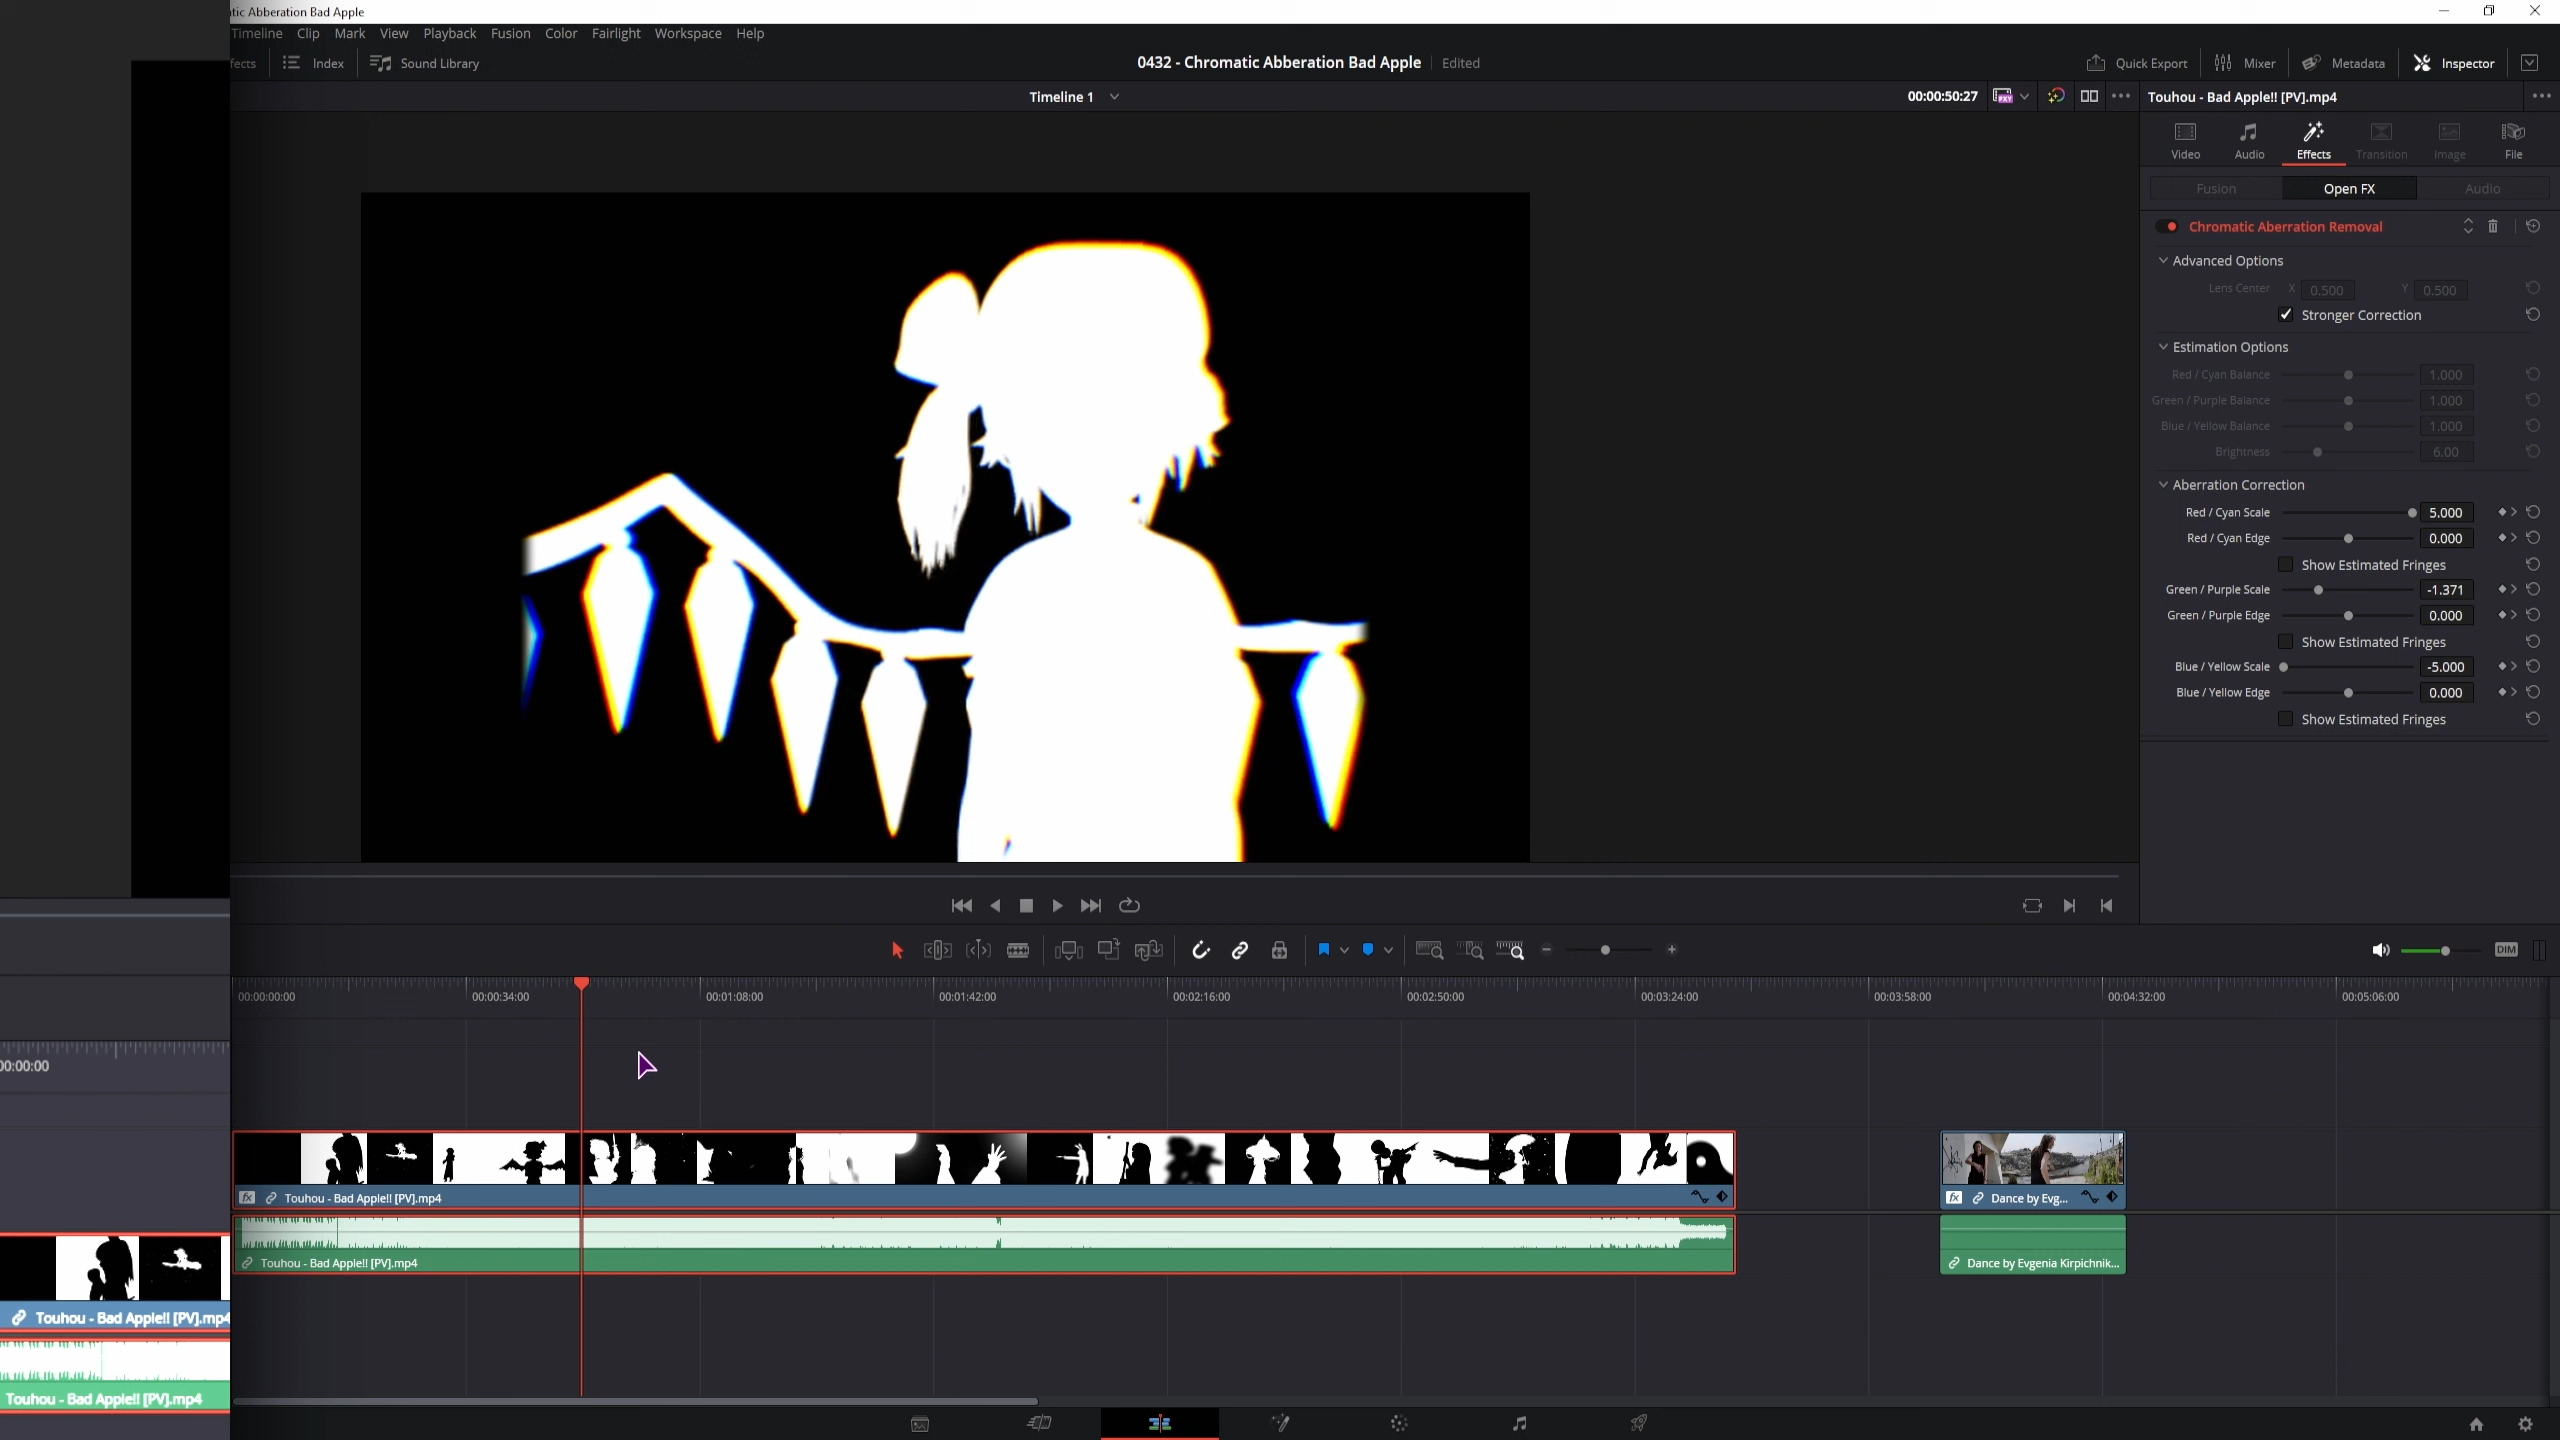 tic Abberation Bad Apple
Timeline Clip Mark View Playback Fusion Color Fairlight Workspace Help
fects Index Sound Library
0432 - Chromatic Abberation Bad Apple Edited
Quick Export Mixer Metadata Inspector
Timeline 1
00:00:50:27 PXY
Touhou - Bad Apple!! [PV].mp4
Video Audio Effects Transition Image File
Fusion Open FX Audio
Chromatic Aberration Removal
Advanced Options
Lens Center X 0.500 Y 0.500
Stronger Correction
Estimation Options
Red / Cyan Balance 1.000
Green / Purple Balance 1.000
Blue / Yellow Balance 1.000
Brightness 6.00
Aberration Correction
Red / Cyan Scale 5.000
Red / Cyan Edge 0.000
Show Estimated Fringes
Green / Purple Scale -1.371
Green / Purple Edge 0.000
Show Estimated Fringes
Blue / Yellow Scale -5.000
Blue / Yellow Edge 0.000
Show Estimated Fringes
DIM
00:00:00:00 00:00:34:00 00:01:08:00 00:01:42:00 00:02:16:00 00:02:50:00 00:03:24:00 00:03:58:00 00:04:32:00 00:05:06:00
00:00:00
fx Touhou - Bad Apple!! [PV].mp4
fx Dance by Evg...
Touhou - Bad Apple!! [PV].mp4
Dance by Evgenia Kirpichnik...
Touhou - Bad Apple!! [PV].mp4
Touhou - Bad Apple!! [PV].mp4